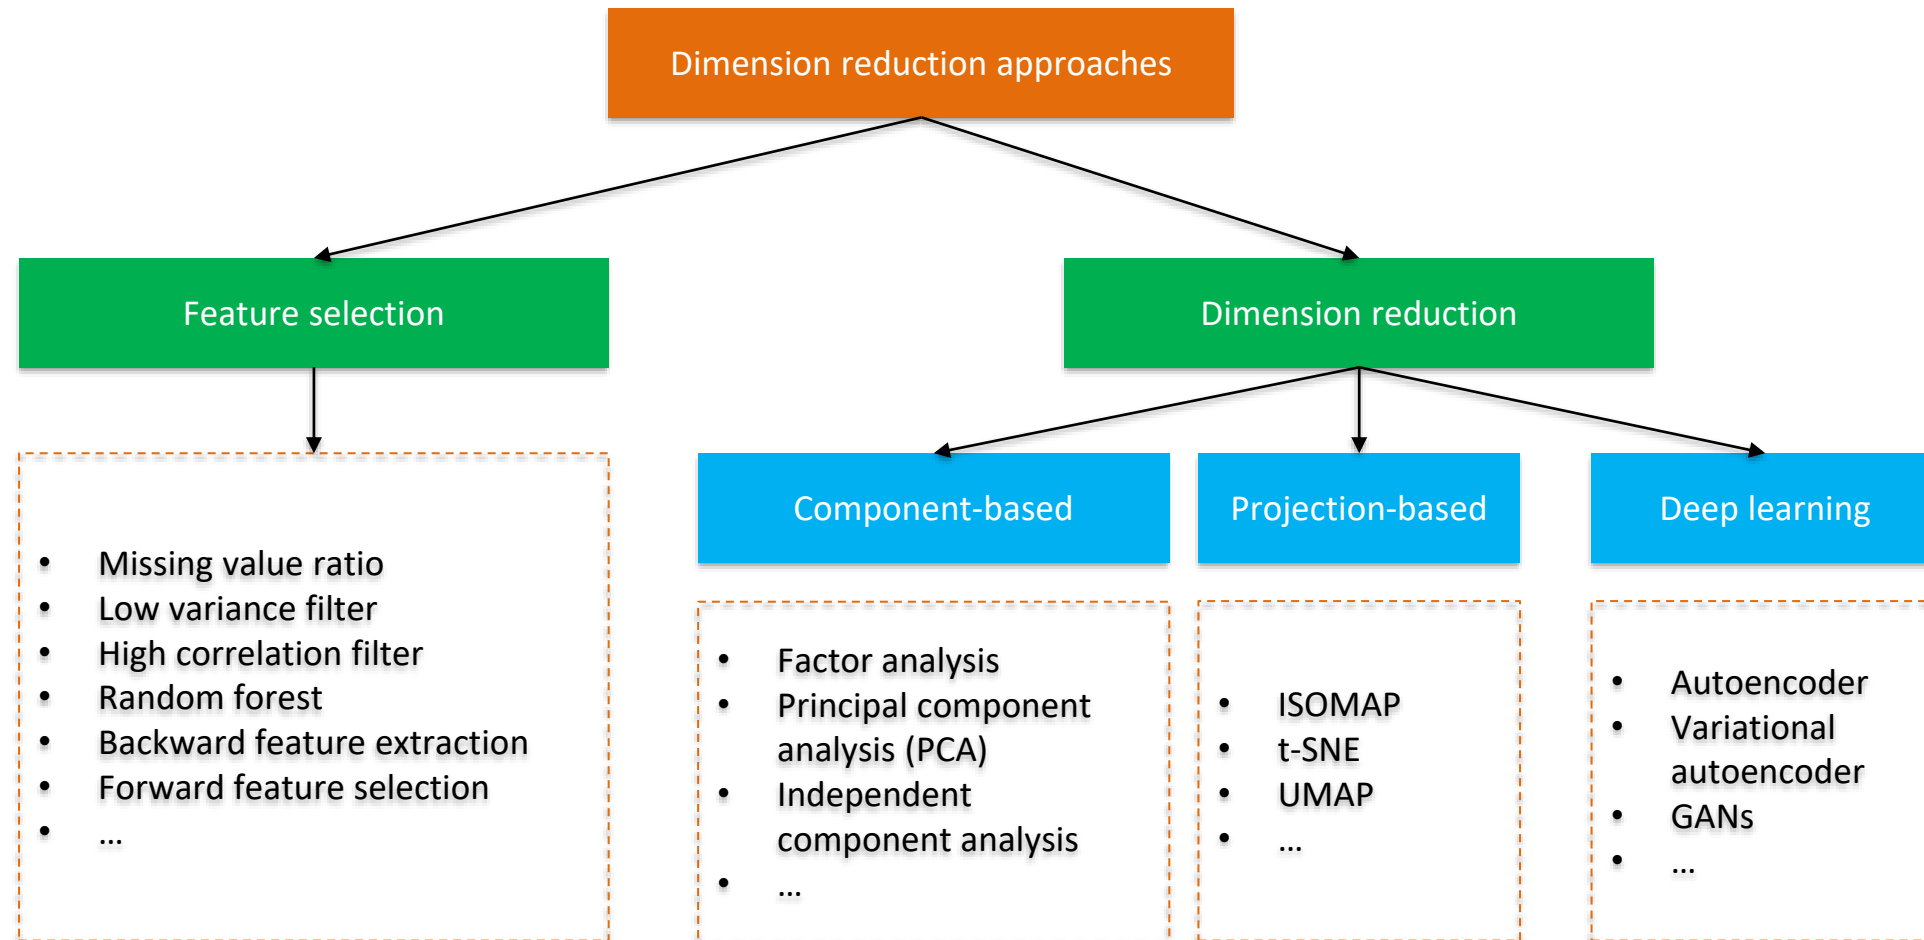 Dimension reduction approaches
Feature selection
Dimension reduction
• Missing value ratio
• Low variance filter
• High correlation filter
• Random forest
• Backward feature extraction
• Forward feature selection
• ...
Component-based
• Factor analysis
• Principal component
analysis (PCA)
• Independent
component analysis
• ...
Projection-based
• ISOMAP
• t-SNE
• UMAP
• ...
Deep learning
• Autoencoder
• Variational
autoencoder
• GANs
• ...